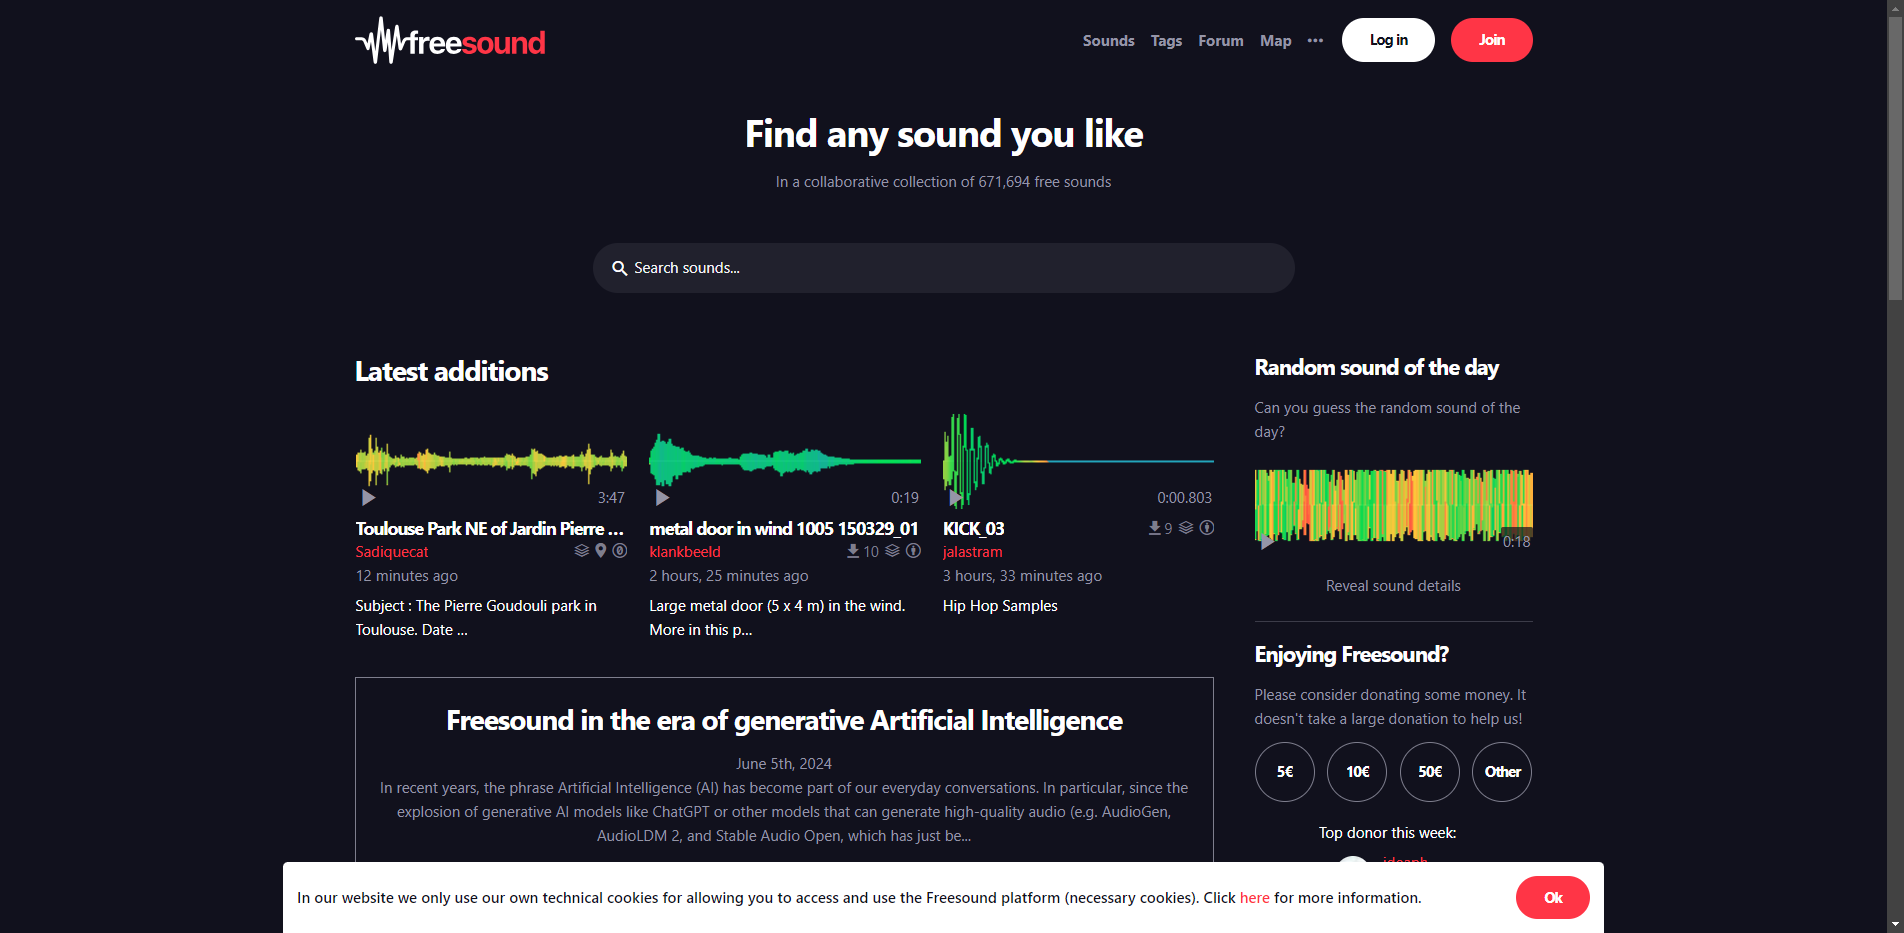 freesound
Sounds Tags Forum Map ••• Log in Join
Find any sound you like
In a collaborative collection of 671,694 free sounds
Search sounds...
Latest additions
3:47
Toulouse Park NE of Jardin Pierre ...
Sadiquecat
12 minutes ago
Subject : The Pierre Goudouli park in
Toulouse. Date ...
0:19
metal door in wind 1005 150329_01
klankbeeld 10
2 hours, 25 minutes ago
Large metal door (5 x 4 m) in the wind.
More in this p...
0:00.803
KICK_03 9
jalastram
3 hours, 33 minutes ago
Hip Hop Samples
Freesound in the era of generative Artificial Intelligence
June 5th, 2024
In recent years, the phrase Artificial Intelligence (AI) has become part of our everyday conversations. In particular, since the
explosion of generative AI models like ChatGPT or other models that can generate high-quality audio (e.g. AudioGen,
AudioLDM 2, and Stable Audio Open, which has just be...
Random sound of the day
Can you guess the random sound of the
day?
0:18
Reveal sound details
Enjoying Freesound?
Please consider donating some money. It
doesn't take a large donation to help us!
5€ 10€ 50€ Other
Top donor this week:
In our website we only use our own technical cookies for allowing you to access and use the Freesound platform (necessary cookies). Click here for more information.
Ok